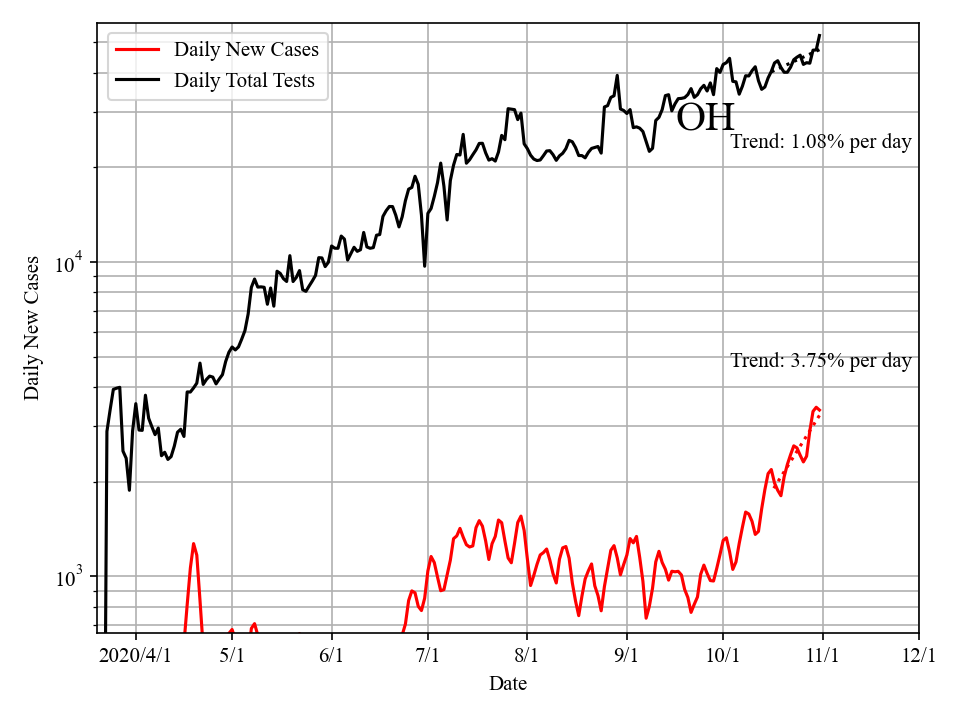 Daily New Cases
Daily Total Tests
OH
Trend: 1.08% per day
Trend: 3.75% per day
Daily New Cases
10^4
10^3
2020/4/1 5/1 6/1 7/1 8/1 9/1 10/1 11/1 12/1
Date